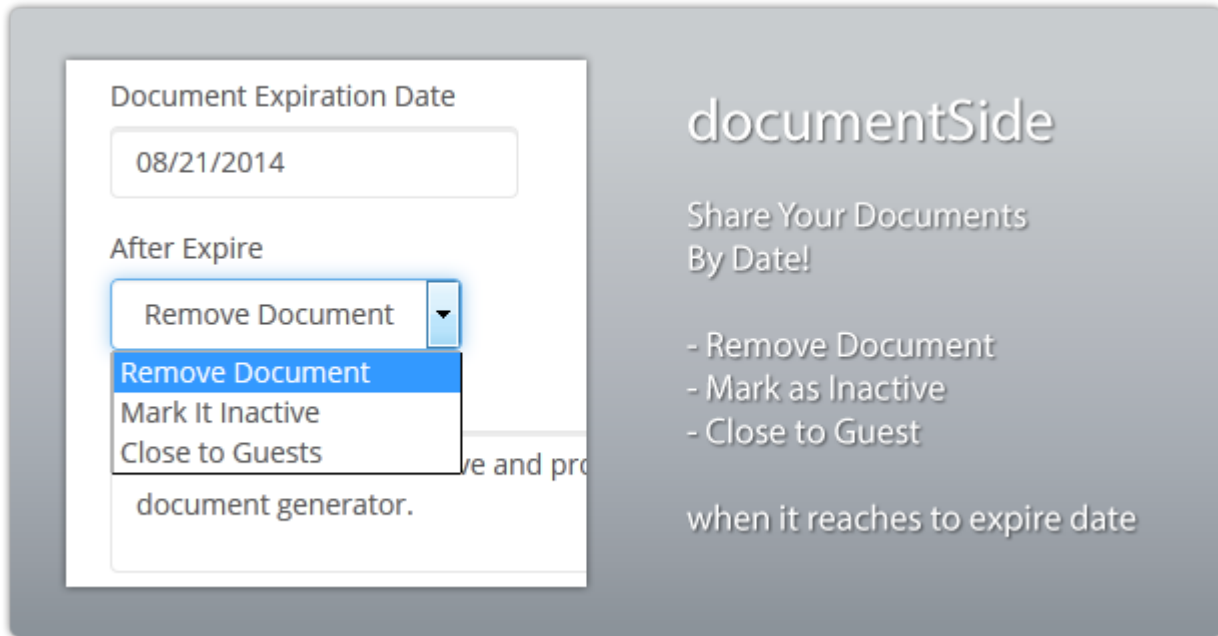 Document Expiration Date
08/21/2014
After Expire
Remove Document
Remove Document
Mark It Inactive
Close to Guests
and
document generator.
documentSide
Share Your Documents
By Date!
- Remove Document
- Mark as Inactive
- Close to Guest
when it reaches to expire date